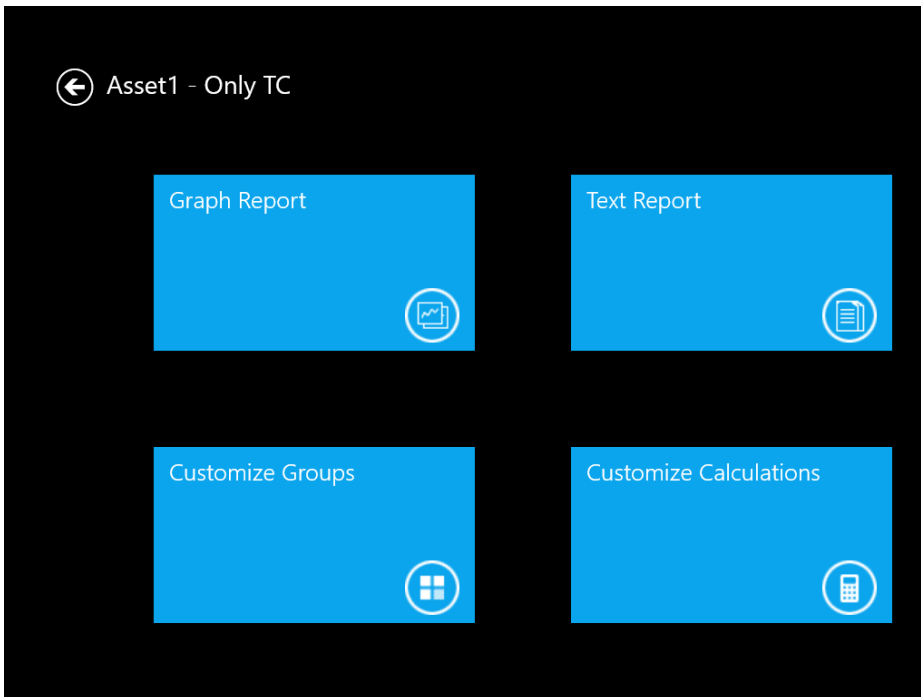 Asset1 - Only TC
Graph Report
Text Report
Customize Groups
Customize Calculations